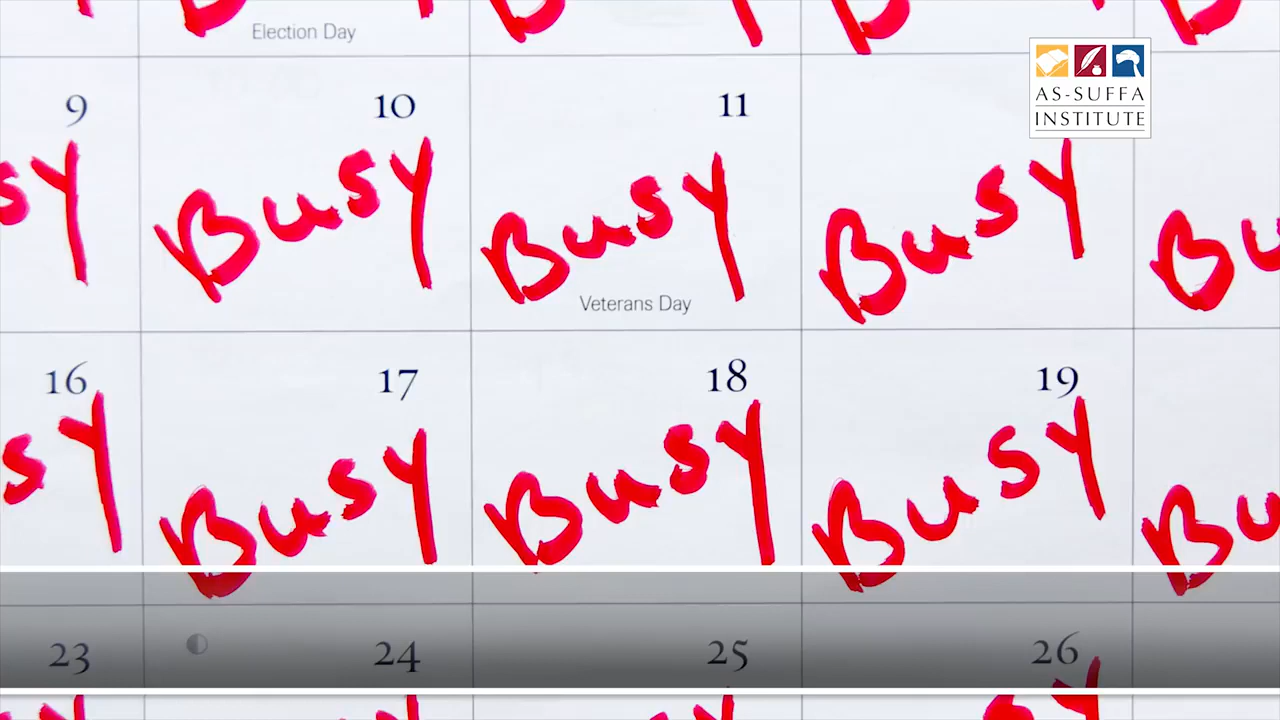 Election Day
AS-SUFFA
INSTITUTE
9 10 11
Busy Busy Busy
Veterans Day
16 17 18 19
Busy Busy Busy
23 24 25 26